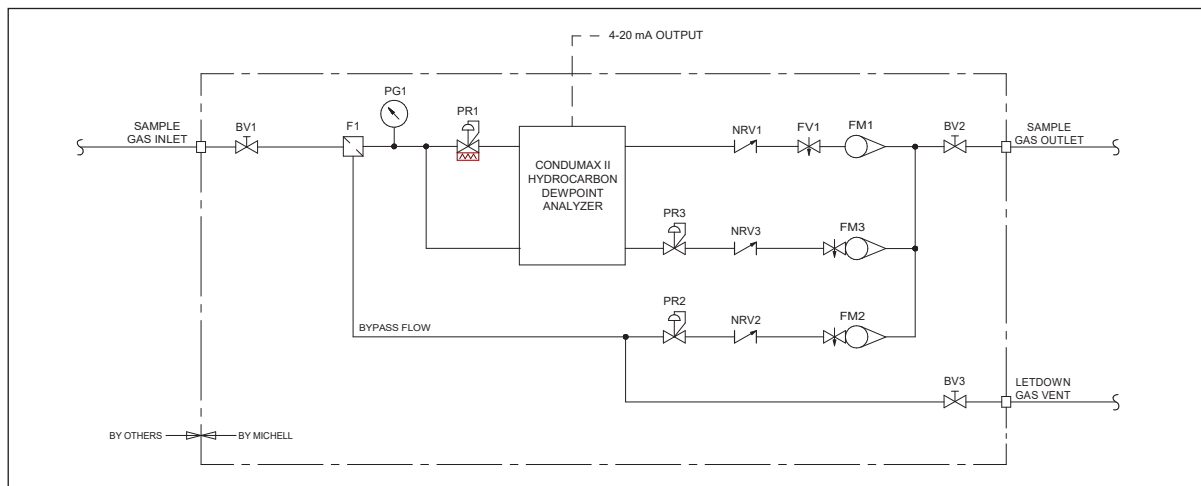 4-20 mA OUTPUT
PG1
PR1
SAMPLE
GAS INLET
BV1
F1
NRV1
FV1
FM1
BV2
SAMPLE
GAS OUTLET
CONDUMAX II
HYDROCARBON
DEWPOINT
ANALYZER
PR3
NRV3
FM3
PR2
NRV2
FM2
BYPASS FLOW
BV3
LETDOWN
GAS VENT
BY OTHERS
BY MICHELL